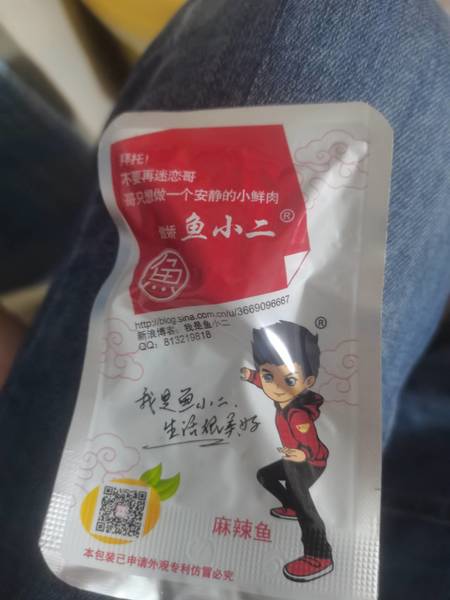 拜托!
不要再迷恋哥
哥只想做一个安静的小鲜肉
鱼小二®
魚
http://blog.sina.com.cn/u/3669096667
新浪博客：我是鱼小二
QQ：813219818
®
我是鱼小二.
生活很美好
麻辣鱼
本包装已申请外观专利仿冒必究